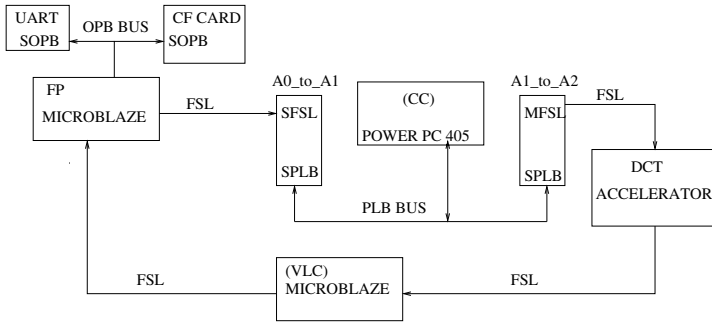 UART
SOPB
OPB BUS
CF CARD
SOPB
FP
MICROBLAZE
FSL
A0_to_A1
SFSL
SPLB
(CC)
POWER PC 405
A1_to_A2
MFSL
SPLB
FSL
DCT
ACCELERATOR
PLB BUS
FSL
(VLC)
MICROBLAZE
FSL